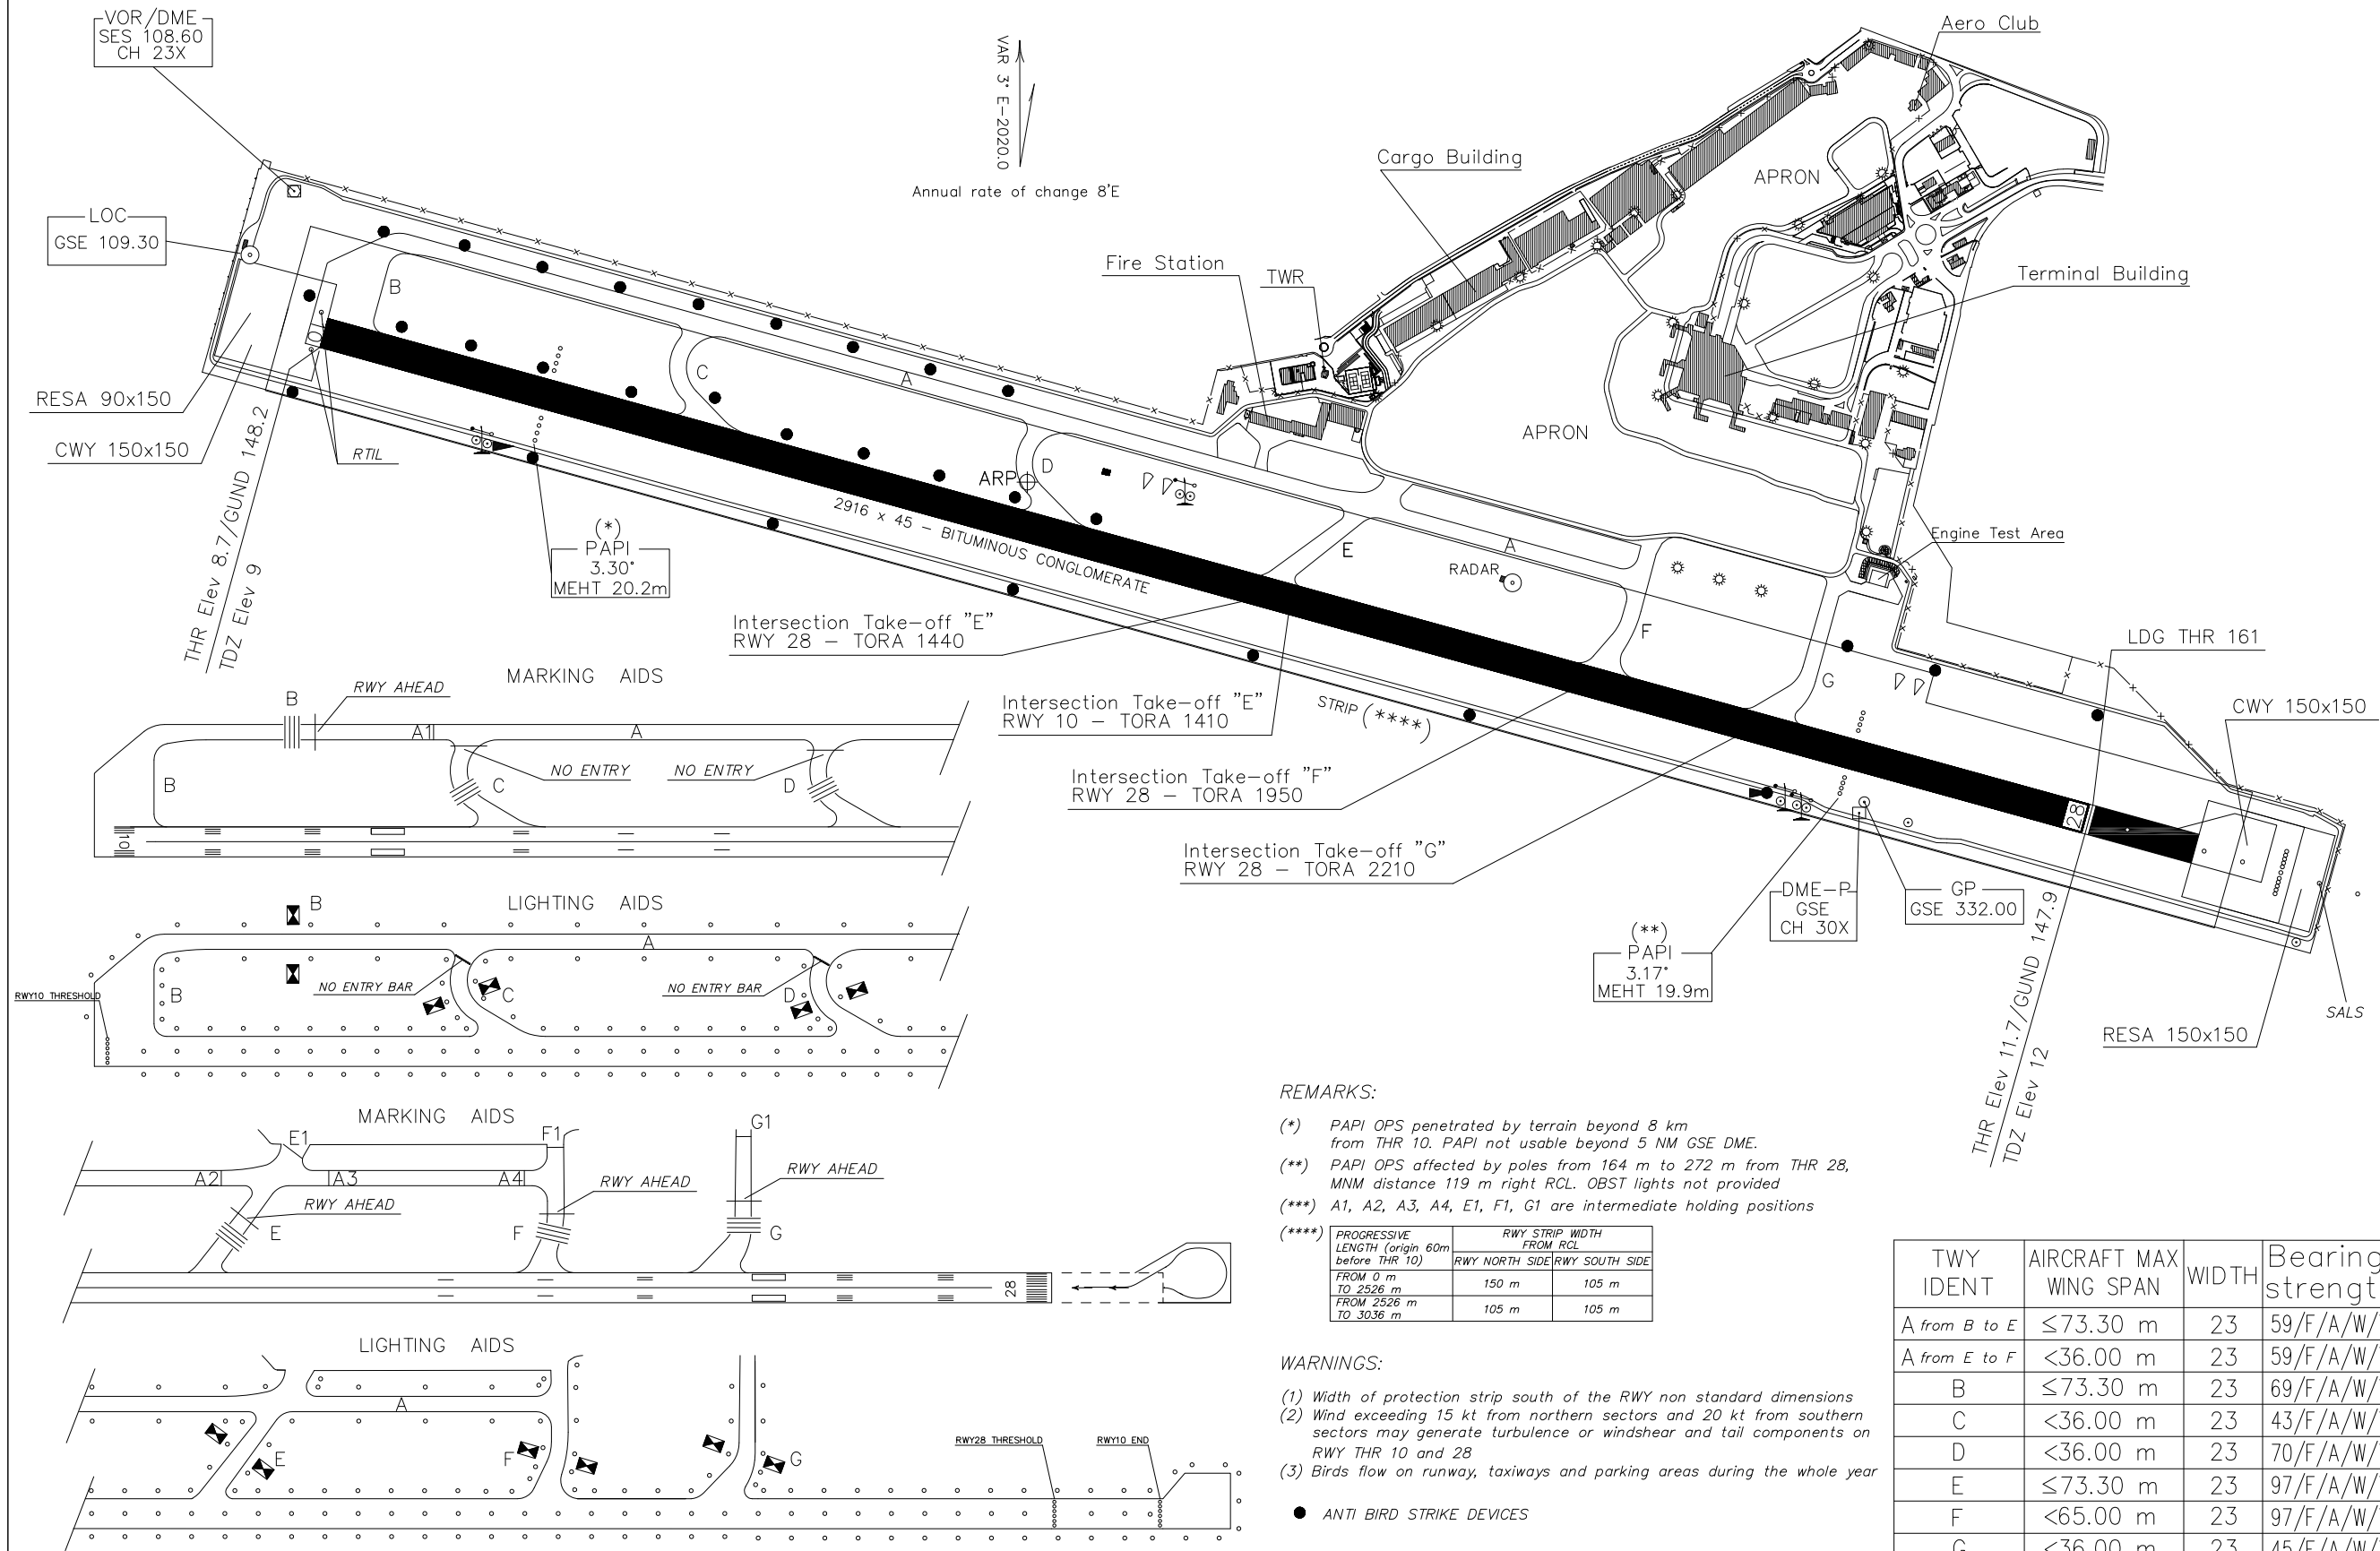 VOR/DME
SES 108.60
CH 23X
VAR 3° E-2020.0
Annual rate of change 8'E
Aero Club
Cargo Building
APRON
LOC
GSE 109.30
Fire Station
TWR
Terminal Building
B
C
A
RESA 90x150
CWY 150x150
RTIL
10
APRON
ARP
D
2916 x 45 – BITUMINOUS CONGLOMERATE
THR Elev 8.7/GUND 148.2
TDZ Elev 9
(*)
PAPI
3.30°
MEHT 20.2m
E
A
RADAR
Engine Test Area
F
G
LDG THR 161
CWY 150x150
Intersection Take-off "E"
RWY 28 – TORA 1440
Intersection Take-off "E"
RWY 10 – TORA 1410
STRIP (****)
Intersection Take-off "F"
RWY 28 – TORA 1950
Intersection Take-off "G"
RWY 28 – TORA 2210
28
DME-P
GSE
CH 30X
GP
GSE 332.00
(**)
PAPI
3.17°
MEHT 19.9m
THR Elev 11.7/GUND 147.9
TDZ Elev 12
SALS
RESA 150x150
MARKING AIDS
B
RWY AHEAD
A1
A
NO ENTRY
NO ENTRY
B
C
D
10
LIGHTING AIDS
B
A
NO ENTRY BAR
NO ENTRY BAR
RWY10 THRESHOLD
B
C
D
MARKING AIDS
E1
F1
G1
A2
A3
A4
RWY AHEAD
RWY AHEAD
RWY AHEAD
E
F
G
28
LIGHTING AIDS
A
E
F
G
RWY28 THRESHOLD
RWY10 END
REMARKS:
(*) PAPI OPS penetrated by terrain beyond 8 km
from THR 10. PAPI not usable beyond 5 NM GSE DME.
(**) PAPI OPS affected by poles from 164 m to 272 m from THR 28,
MNM distance 119 m right RCL. OBST lights not provided
(***) A1, A2, A3, A4, E1, F1, G1 are intermediate holding positions
(****)
PROGRESSIVE LENGTH (origin 60m before THR 10) RWY STRIP WIDTH FROM RCL
RWY NORTH SIDE RWY SOUTH SIDE
FROM 0 m TO 2526 m 150 m 105 m
FROM 2526 m TO 3036 m 105 m 105 m
WARNINGS:
(1) Width of protection strip south of the RWY non standard dimensions
(2) Wind exceeding 15 kt from northern sectors and 20 kt from southern
sectors may generate turbulence or windshear and tail components on
RWY THR 10 and 28
(3) Birds flow on runway, taxiways and parking areas during the whole year
ANTI BIRD STRIKE DEVICES
TWY IDENT AIRCRAFT MAX WING SPAN WIDTH Bearing strengt
A from B to E ≤73.30 m 23 59/F/A/W/
A from E to F <36.00 m 23 59/F/A/W/
B ≤73.30 m 23 69/F/A/W/
C <36.00 m 23 43/F/A/W/
D <36.00 m 23 70/F/A/W/
E ≤73.30 m 23 97/F/A/W/
F <65.00 m 23 97/F/A/W/
G <36.00 m 23 45/F/A/W/